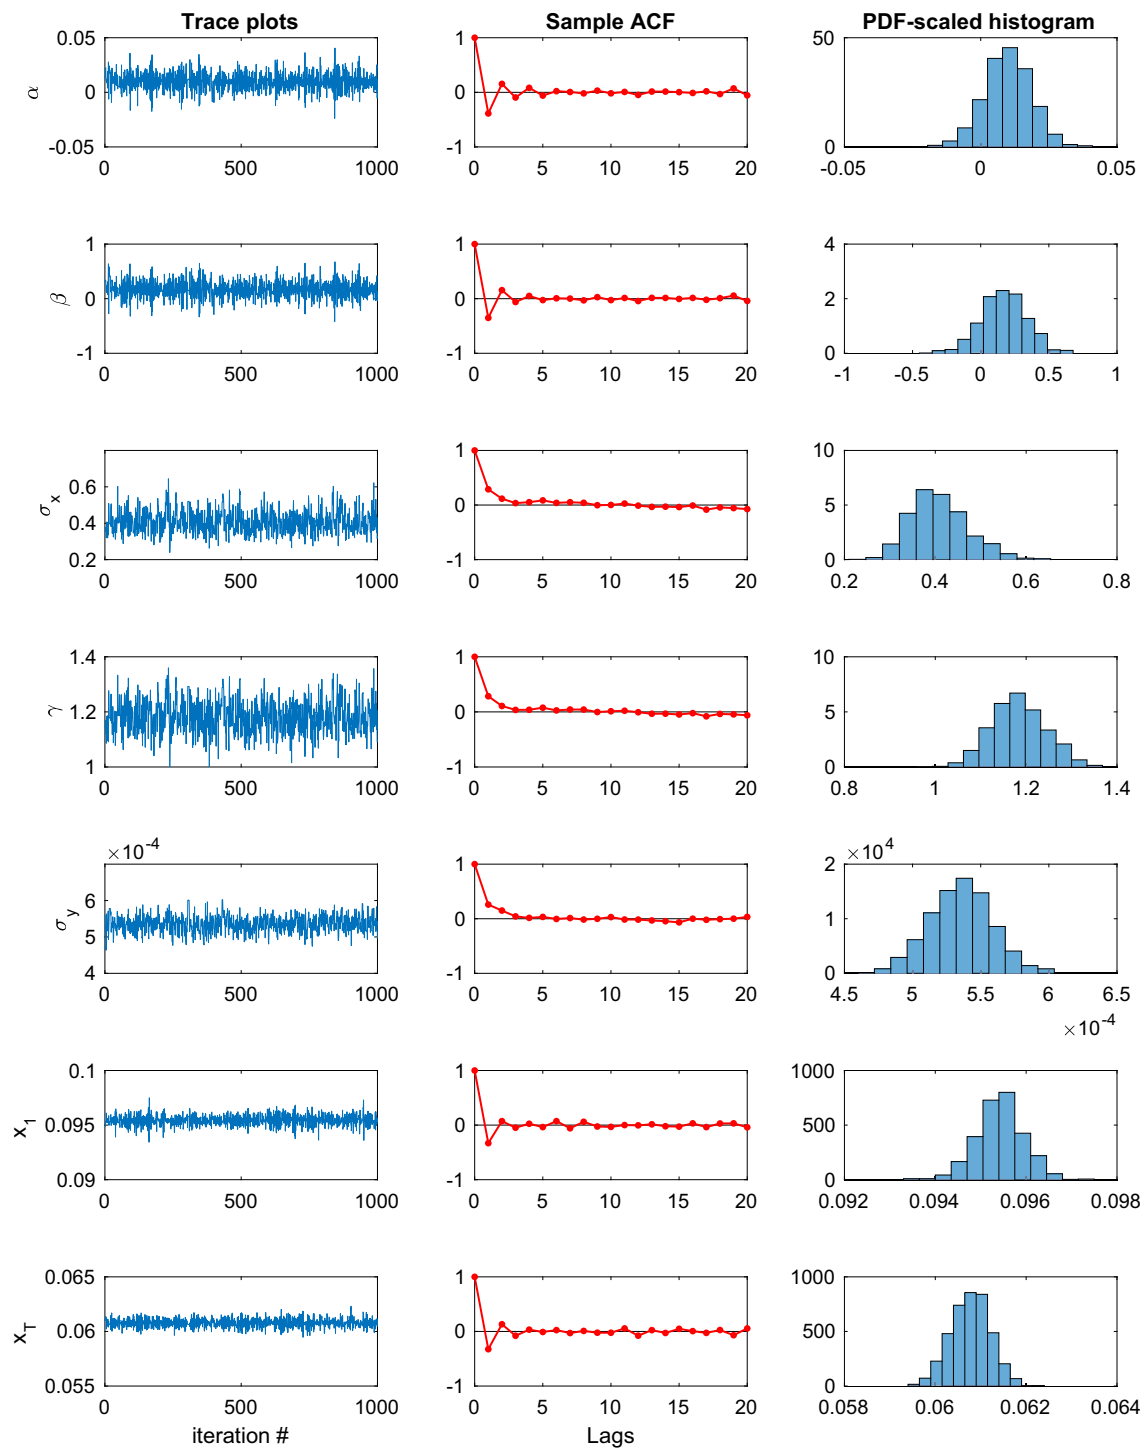 Trace plots Sample ACF PDF-scaled histogram
α
0.05
0
-0.05
0 500 1000
1
0
-1
0 5 10 15 20
50
0
-0.05 0 0.05
β
1
0
-1
0 500 1000
1
0
-1
0 5 10 15 20
4
2
0
-1 -0.5 0 0.5 1
σ_x
0.6
0.4
0.2
0 500 1000
1
0
-1
0 5 10 15 20
10
5
0
0.2 0.4 0.6 0.8
γ
1.4
1.2
1
0 500 1000
1
0
-1
0 5 10 15 20
10
5
0
0.8 1 1.2 1.4
σ_y
×10^-4
6
5
4
0 500 1000
1
0
-1
0 5 10 15 20
×10^4
2
1
0
4.5 5 5.5 6 6.5
×10^-4
x_1
0.1
0.095
0.09
0 500 1000
1
0
-1
0 5 10 15 20
1000
500
0
0.092 0.094 0.096 0.098
x_T
0.065
0.06
0.055
0 500 1000
iteration #
1
0
-1
0 5 10 15 20
Lags
1000
500
0
0.058 0.06 0.062 0.064